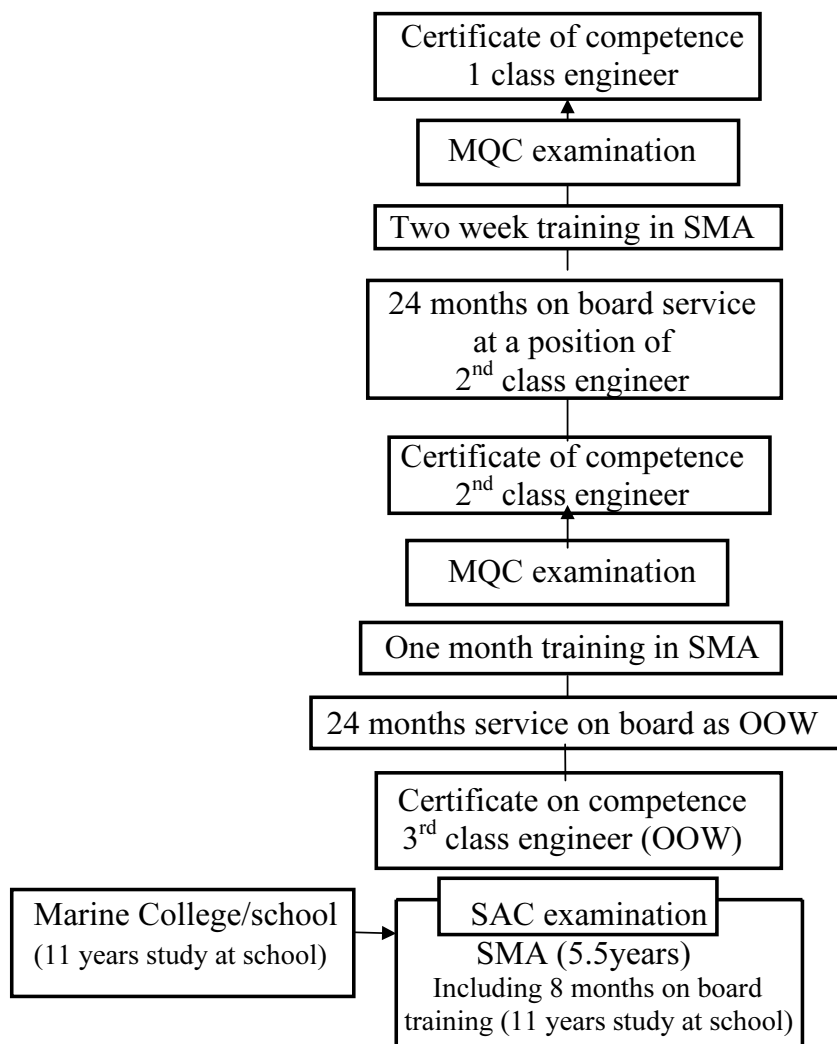 Certificate of competence
1 class engineer
MQC examination
Two week training in SMA
24 months on board service
at a position of
2nd class engineer
Certificate of competence
2nd class engineer
MQC examination
One month training in SMA
24 months service on board as OOW
Certificate on competence
3rd class engineer (OOW)
Marine College/school
(11 years study at school)
SAC examination
SMA (5.5years)
Including 8 months on board
training (11 years study at school)